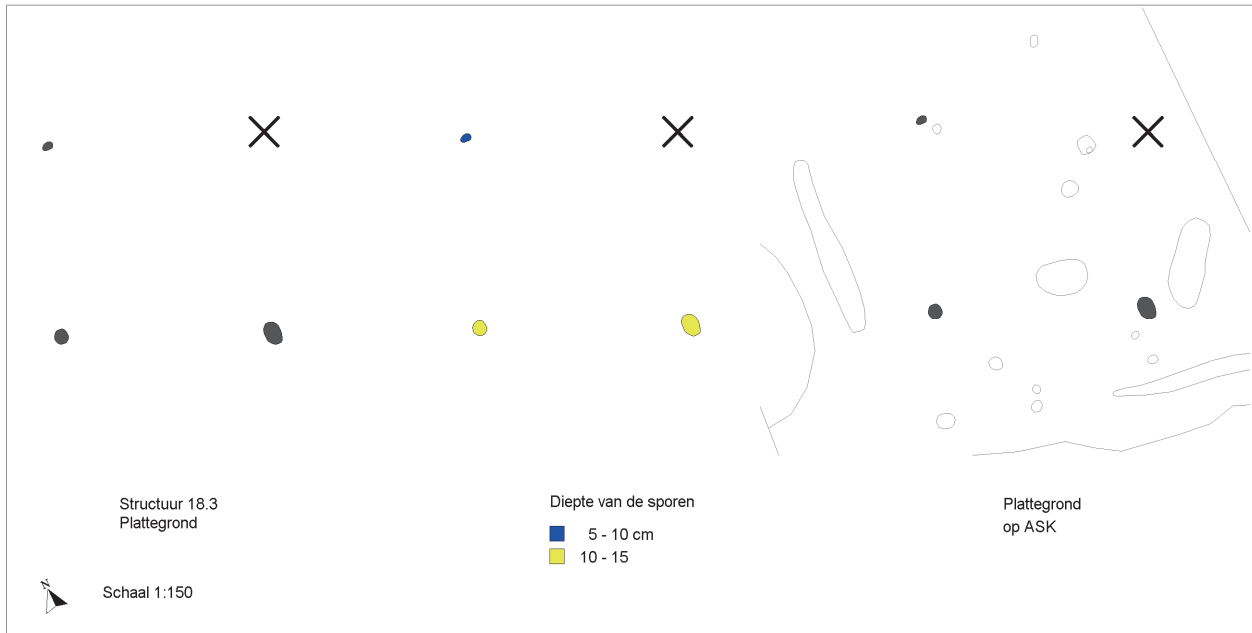 Structuur 18.3
Plattegrond
Diepte van de sporen
5 - 10 cm
10 - 15
Plattegrond
op ASK
N
Schaal 1:150